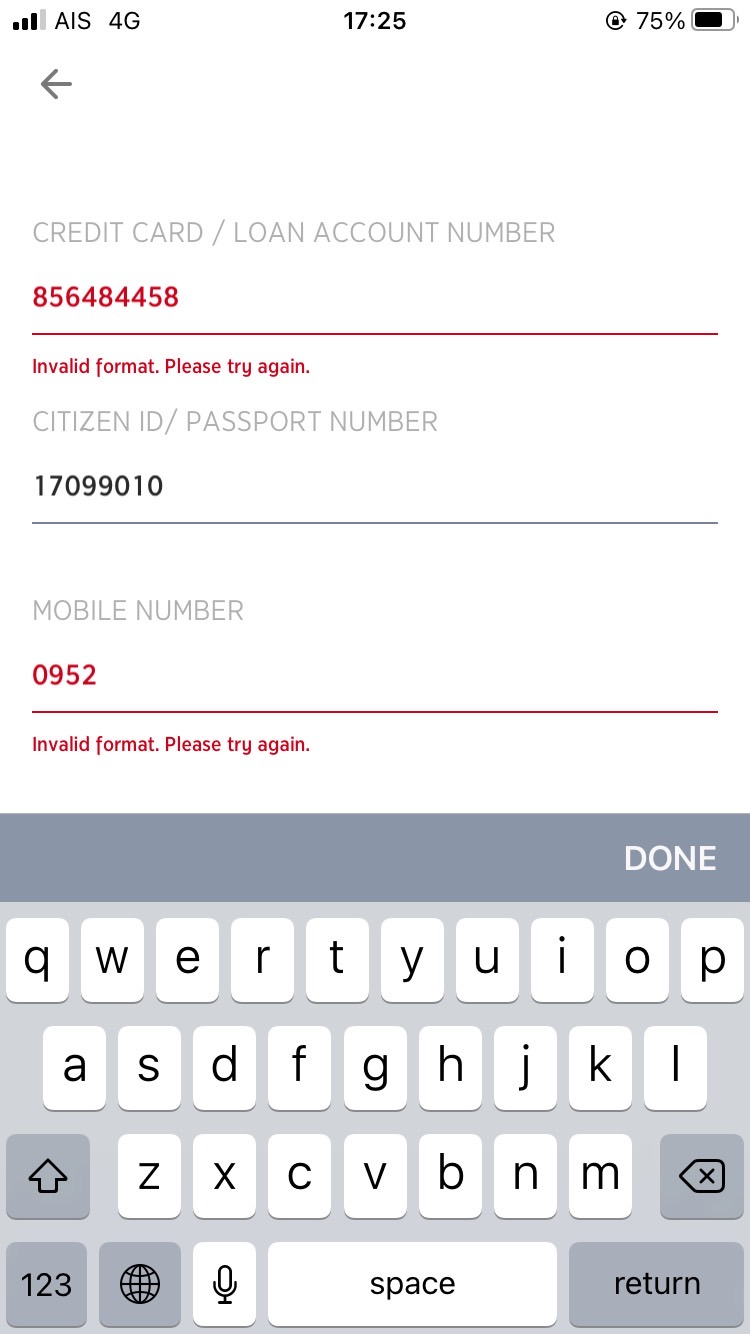 AIS 4G 17:25 75%
CREDIT CARD / LOAN ACCOUNT NUMBER
856484458
Invalid format. Please try again.
CITIZEN ID/ PASSPORT NUMBER
17099010
MOBILE NUMBER
0952
Invalid format. Please try again.
DONE
q w e r t y u i o p
a s d f g h j k l
z x c v b n m
123 space return